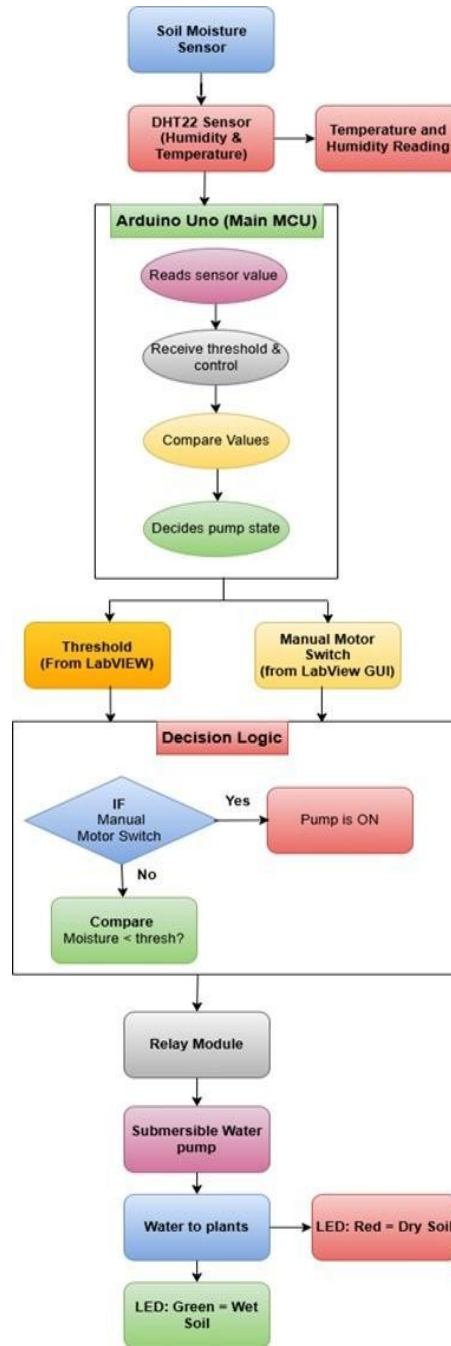 Soil Moisture
Sensor
DHT22 Sensor
(Humidity &
Temperature)
Temperature and
Humidity Reading
Arduino Uno (Main MCU)
Reads sensor value
Receive threshold &
control
Compare Values
Decides pump state
Threshold
(From LabVIEW)
Manual Motor
Switch
(from LabView GUI)
Decision Logic
IF
Manual
Motor Switch
Yes
Pump is ON
No
Compare
Moisture < thresh?
Relay Module
Submersible Water
pump
Water to plants
LED: Red = Dry Soil
LED: Green = Wet
Soil